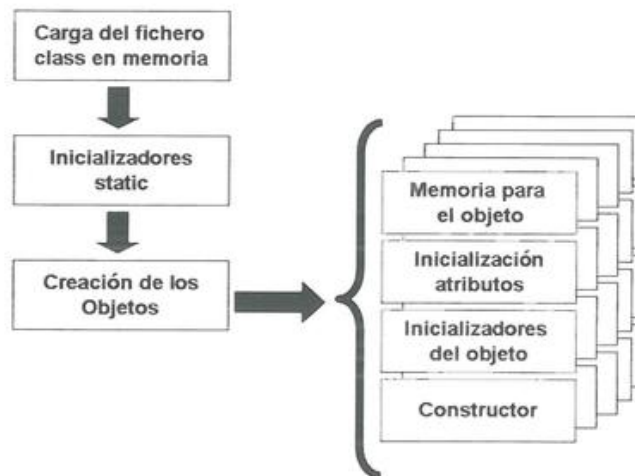 Carga del fichero
class en memoria
Inicializadores
static
Creación de los
Objetos
Memoria para
el objeto
Inicialización
atributos
Inicializadores
del objeto
Constructor